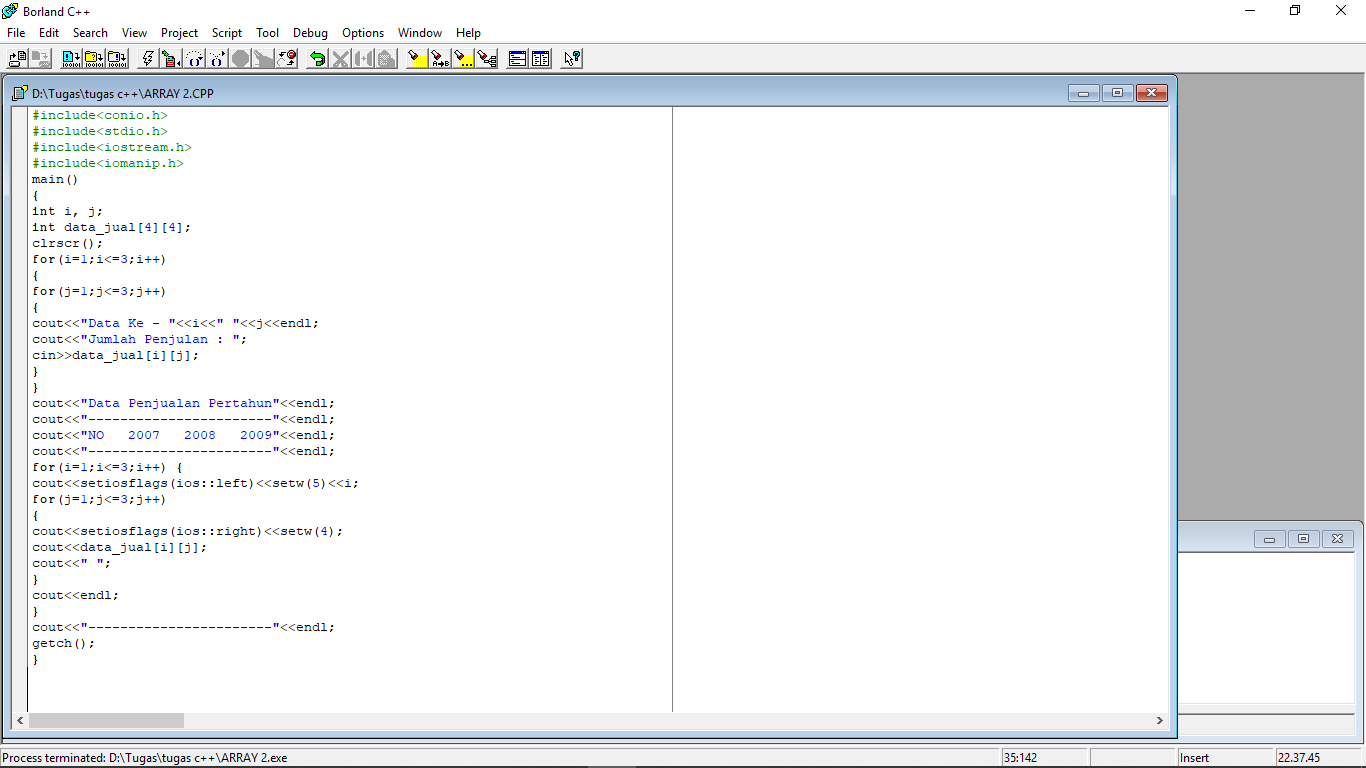 Borland C++
File Edit Search View Project Script Tool Debug Options Window Help
D:\Tugas\tugas c++\ARRAY 2.CPP
#include<conio.h>
#include<stdio.h>
#include<iostream.h>
#include<iomanip.h>
main()
{
int i, j;
int data_jual[4][4];
clrscr();
for(i=1;i<=3;i++)
{
for(j=1;j<=3;j++)
{
cout<<"Data Ke - "<<i<<" "<<j<<endl;
cout<<"Jumlah Penjulan : ";
cin>>data_jual[i][j];
}
}
cout<<"Data Penjualan Pertahun"<<endl;
cout<<"-----------------------"<<endl;
cout<<"NO   2007   2008   2009"<<endl;
cout<<"-----------------------"<<endl;
for(i=1;i<=3;i++) {
cout<<setiosflags(ios::left)<<setw(5)<<i;
for(j=1;j<=3;j++)
{
cout<<setiosflags(ios::right)<<setw(4);
cout<<data_jual[i][j];
cout<<" ";
}
cout<<endl;
}
cout<<"-----------------------"<<endl;
getch();
}
Process terminated: D:\Tugas\tugas c++\ARRAY 2.exe 35:142 Insert 22.37.45